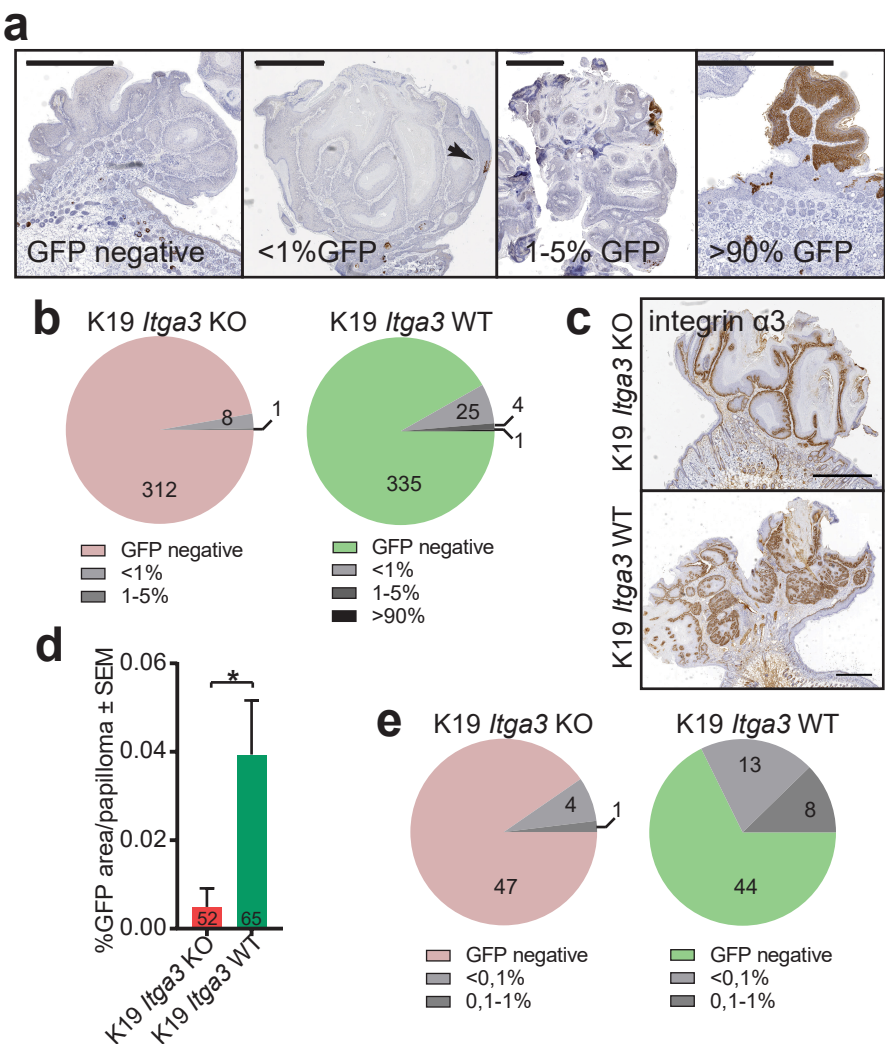 a
GFP negative
<1%GFP
1-5% GFP
>90% GFP
b
K19 Itga3 KO
8
1
312
GFP negative
<1%
1-5%
K19 Itga3 WT
25
4
1
335
GFP negative
<1%
1-5%
>90%
c
integrin α3
K19 Itga3 KO
K19 Itga3 WT
d
%GFP area/papilloma ± SEM
0.06
0.04
0.02
0.00
*
52
65
K19 Itga3 KO
K19 Itga3 WT
e
K19 Itga3 KO
4
1
47
GFP negative
<0,1%
0,1-1%
K19 Itga3 WT
13
8
44
GFP negative
<0,1%
0,1-1%